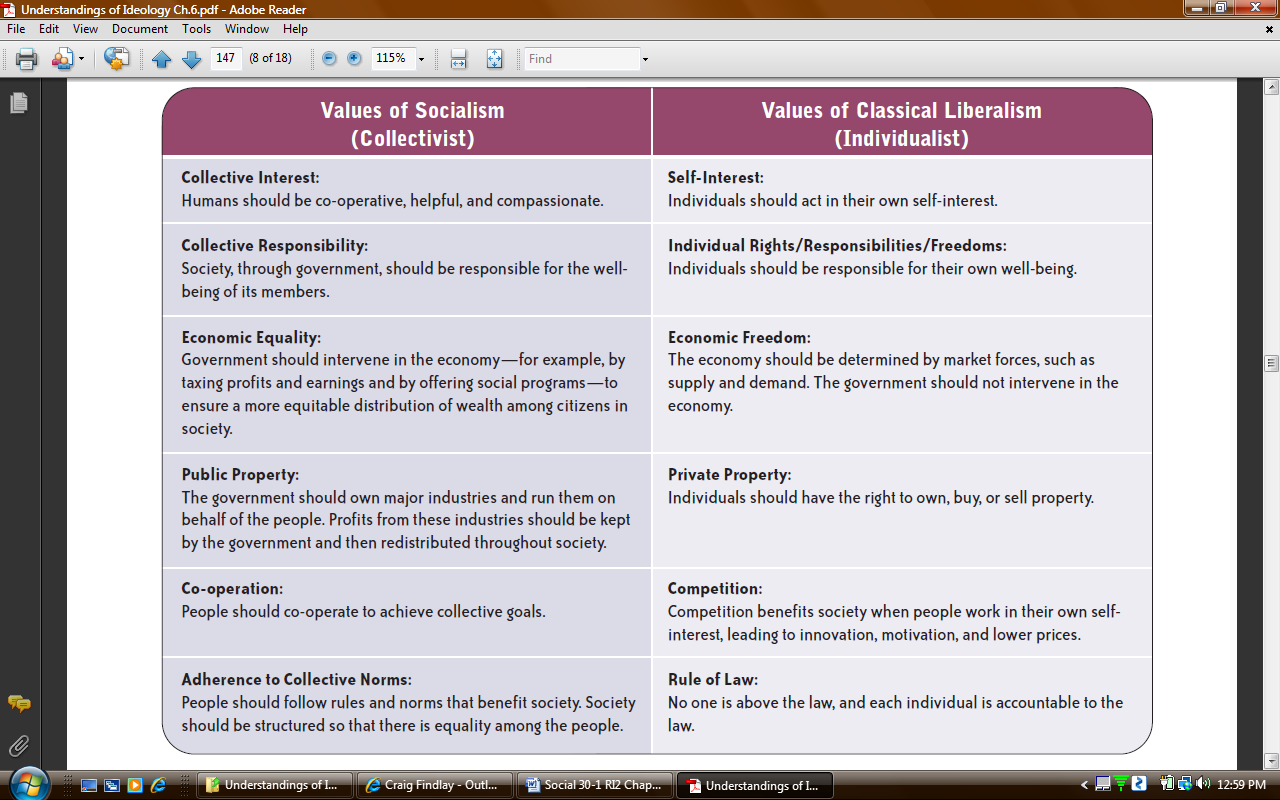 Understandings of Ideology Ch.6.pdf - Adobe Reader
File Edit View Document Tools Window Help
147 (8 of 18) 115% Find
Values of Socialism
(Collectivist)
Values of Classical Liberalism
(Individualist)
Collective Interest:
Humans should be co-operative, helpful, and compassionate.
Self-Interest:
Individuals should act in their own self-interest.
Collective Responsibility:
Society, through government, should be responsible for the well-
being of its members.
Individual Rights/Responsibilities/Freedoms:
Individuals should be responsible for their own well-being.
Economic Equality:
Government should intervene in the economy—for example, by
taxing profits and earnings and by offering social programs—to
ensure a more equitable distribution of wealth among citizens in
society.
Economic Freedom:
The economy should be determined by market forces, such as
supply and demand. The government should not intervene in the
economy.
Public Property:
The government should own major industries and run them on
behalf of the people. Profits from these industries should be kept
by the government and then redistributed throughout society.
Private Property:
Individuals should have the right to own, buy, or sell property.
Co-operation:
People should co-operate to achieve collective goals.
Competition:
Competition benefits society when people work in their own self-
interest, leading to innovation, motivation, and lower prices.
Adherence to Collective Norms:
People should follow rules and norms that benefit society. Society
should be structured so that there is equality among the people.
Rule of Law:
No one is above the law, and each individual is accountable to the
law.
Understandings of I... Craig Findlay - Outl... Social 30-1 RI2 Chap... Understandings of I... 12:59 PM